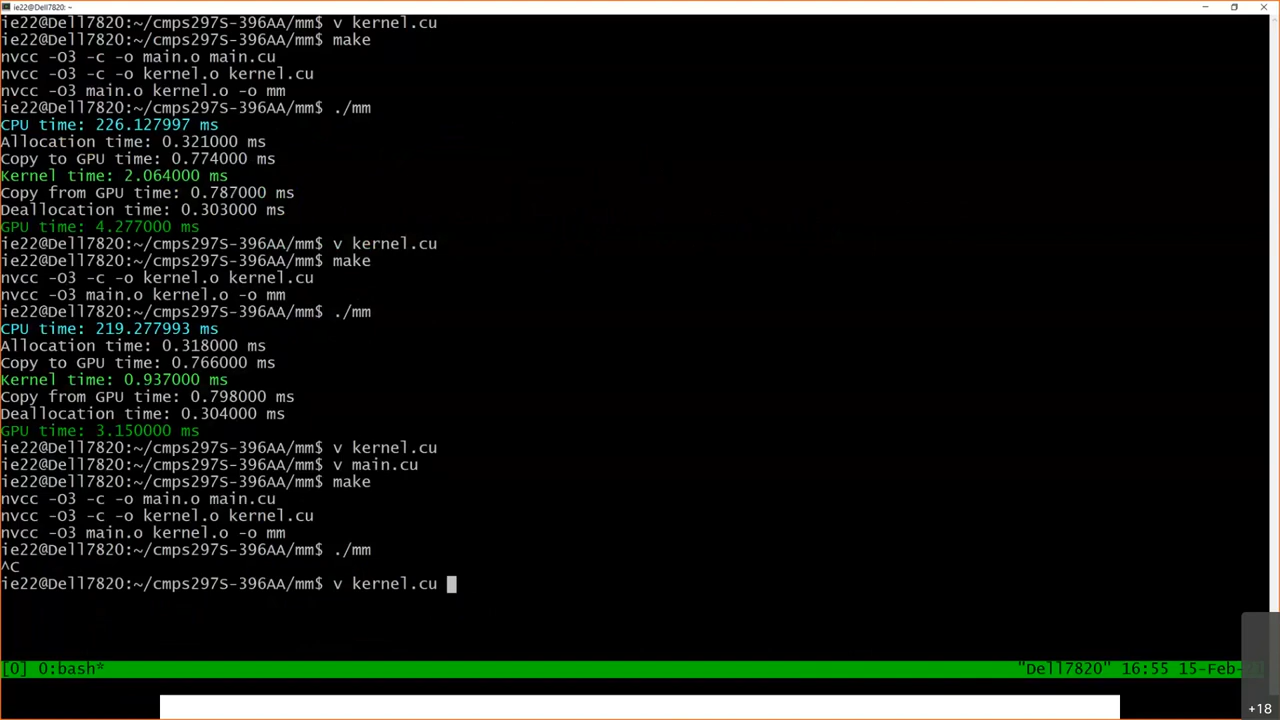 ie22@Dell7820: ~
ie22@Dell7820:~/cmps297S-396AA/mm$ v kernel.cu
ie22@Dell7820:~/cmps297S-396AA/mm$ make
nvcc -O3 -c -o main.o main.cu
nvcc -O3 -c -o kernel.o kernel.cu
nvcc -O3 main.o kernel.o -o mm
ie22@Dell7820:~/cmps297S-396AA/mm$ ./mm
CPU time: 226.127997 ms
Allocation time: 0.321000 ms
Copy to GPU time: 0.774000 ms
Kernel time: 2.064000 ms
Copy from GPU time: 0.787000 ms
Deallocation time: 0.303000 ms
GPU time: 4.277000 ms
ie22@Dell7820:~/cmps297S-396AA/mm$ v kernel.cu
ie22@Dell7820:~/cmps297S-396AA/mm$ make
nvcc -O3 -c -o kernel.o kernel.cu
nvcc -O3 main.o kernel.o -o mm
ie22@Dell7820:~/cmps297S-396AA/mm$ ./mm
CPU time: 219.277993 ms
Allocation time: 0.318000 ms
Copy to GPU time: 0.766000 ms
Kernel time: 0.937000 ms
Copy from GPU time: 0.798000 ms
Deallocation time: 0.304000 ms
GPU time: 3.150000 ms
ie22@Dell7820:~/cmps297S-396AA/mm$ v kernel.cu
ie22@Dell7820:~/cmps297S-396AA/mm$ v main.cu
ie22@Dell7820:~/cmps297S-396AA/mm$ make
nvcc -O3 -c -o main.o main.cu
nvcc -O3 -c -o kernel.o kernel.cu
nvcc -O3 main.o kernel.o -o mm
ie22@Dell7820:~/cmps297S-396AA/mm$ ./mm
^C
ie22@Dell7820:~/cmps297S-396AA/mm$ v kernel.cu
[0] 0:bash* "Dell7820" 16:55 15-Feb-
+18